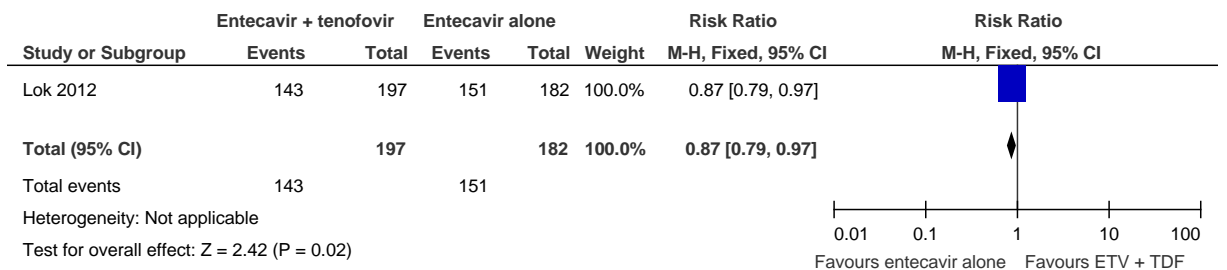 Entecavir + tenofovir Entecavir alone Risk Ratio Risk Ratio
Study or Subgroup Events Total Events Total Weight M-H, Fixed, 95% CI M-H, Fixed, 95% CI
Lok 2012 143 197 151 182 100.0% 0.87 [0.79, 0.97]
Total (95% CI) 197 182 100.0% 0.87 [0.79, 0.97]
Total events 143 151
Heterogeneity: Not applicable
Test for overall effect: Z = 2.42 (P = 0.02)
0.01 0.1 1 10 100
Favours entecavir alone Favours ETV + TDF